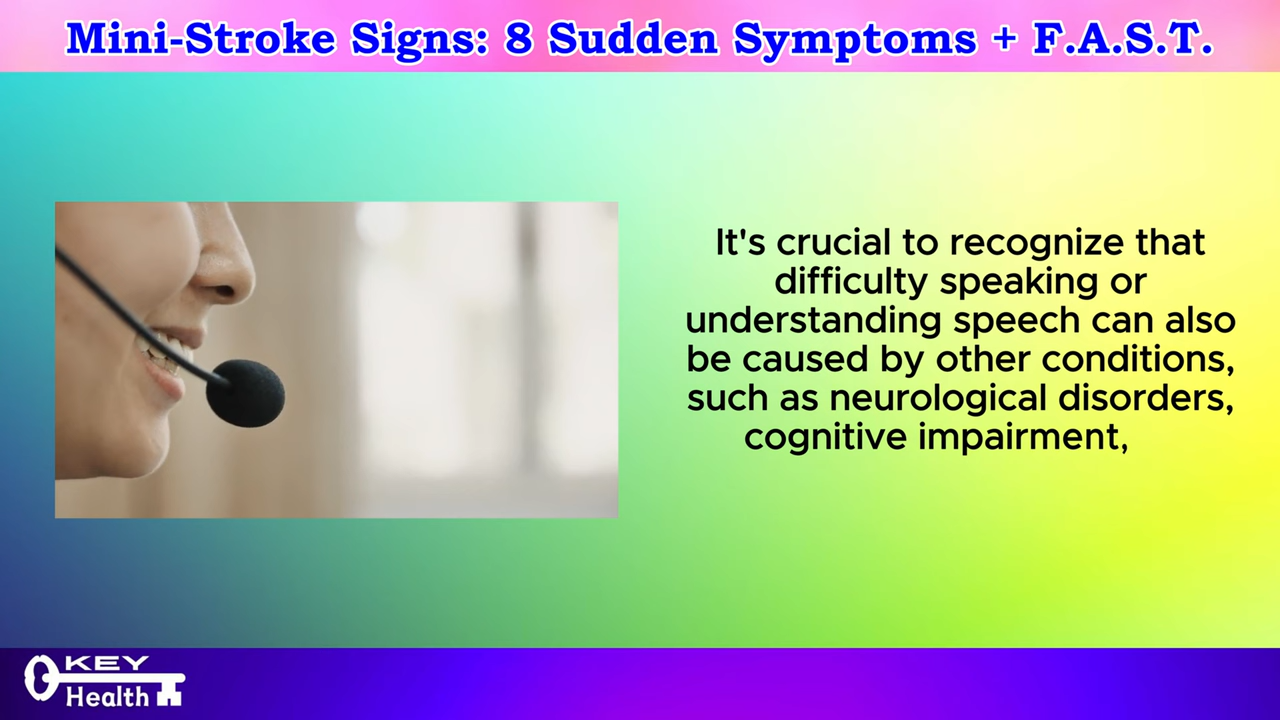 Mini-Stroke Signs: 8 Sudden Symptoms + F.A.S.T.
It's crucial to recognize that
difficulty speaking or
understanding speech can also
be caused by other conditions,
such as neurological disorders,
cognitive impairment,
KEY
Health